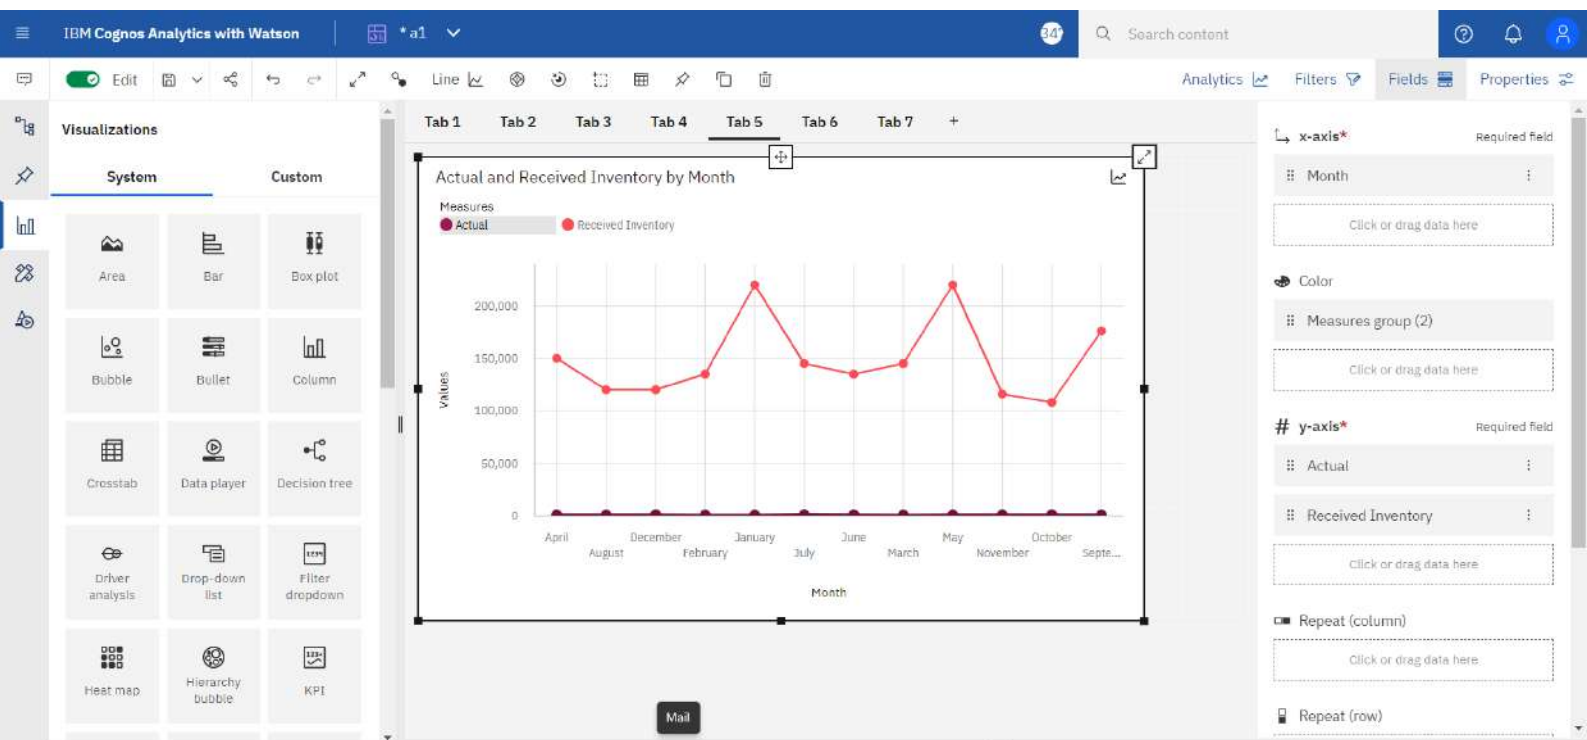 IBM Cognos Analytics with Watson
* a1
34°
Search content
Edit
Line
Analytics
Filters
Fields
Properties
Visualizations
System
Custom
Area
Bar
Box plot
Bubble
Bullet
Column
Crosstab
Data player
Decision tree
Driver
analysis
Drop-down
list
Filter
dropdown
Heat map
Hierarchy
bubble
KPI
Tab 1
Tab 2
Tab 3
Tab 4
Tab 5
Tab 6
Tab 7
+
Actual and Received Inventory by Month
Measures
Actual
Received Inventory
200,000
150,000
100,000
50,000
0
Values
April
August
December
February
January
July
June
March
May
November
October
Septe...
Month
Mail
x-axis*
Required field
Month
Click or drag data here
Color
Measures group (2)
Click or drag data here
# y-axis*
Required field
Actual
Received Inventory
Click or drag data here
Repeat (column)
Click or drag data here
Repeat (row)